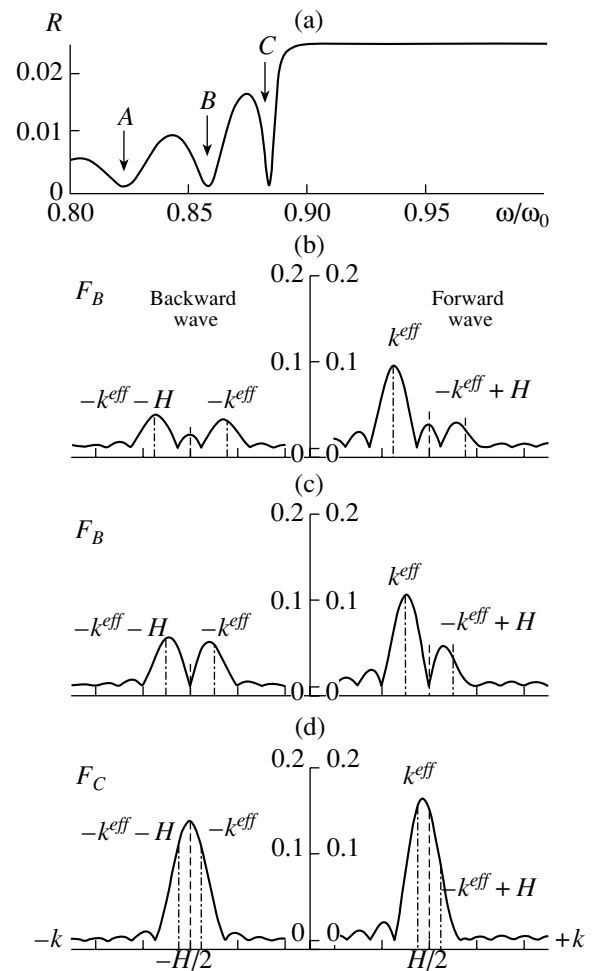 (a)
R
C
0.02
B
A
0.01
0
0.80 0.85 0.90 0.95 ω/ω0
(b)
0.2 0.2
F_B
Backward wave
Forward wave
k^eff
0.1 0.1
−k^eff − H −k^eff
−k^eff + H
0 0
(c)
0.2 0.2
F_B
k^eff
0.1 0.1
−k^eff − H −k^eff
−k^eff + H
0 0
(d)
0.2 0.2
F_C
k^eff
−k^eff − H −k^eff
0.1 0.1
−k^eff + H
−k 0 0 +k
−H/2 H/2